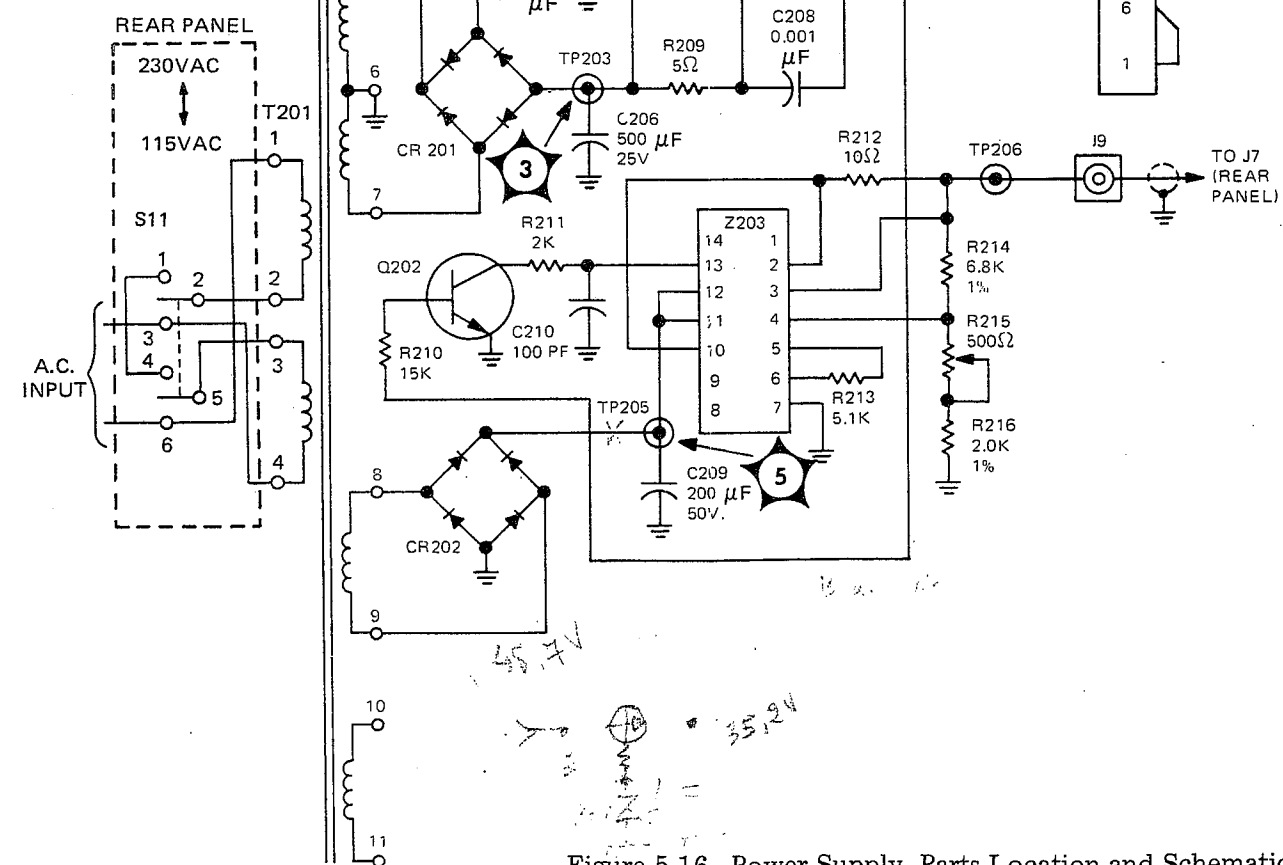 REAR PANEL
230VAC
115VAC
T201
1
S11
1
2
2
3
3
4
5
6
4
A.C.
INPUT
μF
6
7
CR 201
TP203
3
C206
500 μF
25V
R209
5Ω
C208
0.001
μF
6
1
R212
10Ω
TP206
J9
TO J7
(REAR
PANEL)
R211
2K
Q202
C210
100 PF
R210
15K
Z203
14 1
13 2
12 3
11 4
10 5
9 6
8 7
R213
5.1K
R214
6.8K
1%
R215
500Ω
R216
2.0K
1%
TP205
5
C209
200 μF
50V.
8
CR202
9
45,7V
10
35,2V
11
Figure 5-16. Power Supply, Parts Location and Schematic